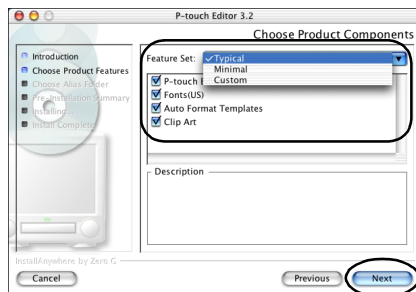 P-touch Editor 3.2
Choose Product Components
Introduction
Choose Product Features
Choose Alias Folder
Pre-Installation Summary
Installing...
Install Complete
Feature Set:
Typical
Minimal
Custom
P-touch
Fonts(US)
Auto Format Templates
Clip Art
Description
InstallAnywhere by Zero G
Cancel
Previous
Next